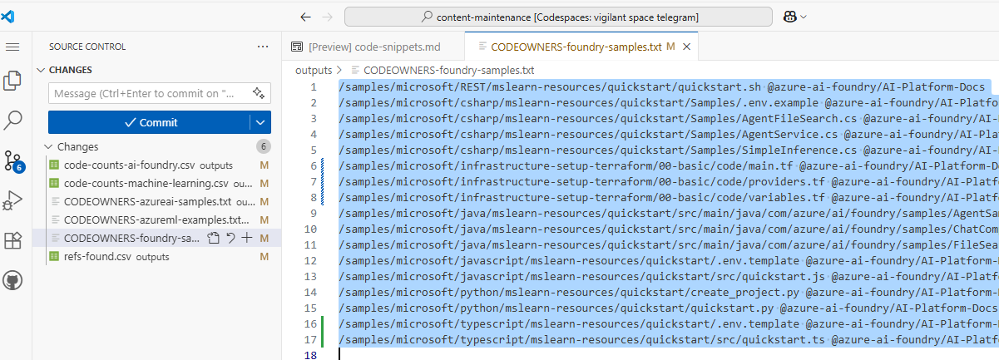 content-maintenance [Codespaces: vigilant space telegram]
SOURCE CONTROL
CHANGES
Message (Ctrl+Enter to commit on "...
Commit
Changes
6
code-counts-ai-foundry.csv outputs M
code-counts-machine-learning.csv ou... M
CODEOWNERS-azureai-samples.txt ou... M
CODEOWNERS-azureml-examples.txt... M
CODEOWNERS-foundry-sa... M
refs-found.csv outputs M
6
[Preview] code-snippets.md
CODEOWNERS-foundry-samples.txt M
outputs > CODEOWNERS-foundry-samples.txt
1 /samples/microsoft/REST/mslearn-resources/quickstart/quickstart.sh @azure-ai-foundry/AI-Platform-Docs
2 /samples/microsoft/csharp/mslearn-resources/quickstart/Samples/.env.example @azure-ai-foundry/AI-Platfo
3 /samples/microsoft/csharp/mslearn-resources/quickstart/Samples/AgentFileSearch.cs @azure-ai-foundry/AI-
4 /samples/microsoft/csharp/mslearn-resources/quickstart/Samples/AgentService.cs @azure-ai-foundry/AI-Pla
5 /samples/microsoft/csharp/mslearn-resources/quickstart/Samples/SimpleInference.cs @azure-ai-foundry/AI-
6 /samples/microsoft/infrastructure-setup-terraform/00-basic/code/main.tf @azure-ai-foundry/AI-Platform-D
7 /samples/microsoft/infrastructure-setup-terraform/00-basic/code/providers.tf @azure-ai-foundry/AI-Platf
8 /samples/microsoft/infrastructure-setup-terraform/00-basic/code/variables.tf @azure-ai-foundry/AI-Platf
9 /samples/microsoft/java/mslearn-resources/quickstart/src/main/java/com/azure/ai/foundry/samples/AgentSa
10 /samples/microsoft/java/mslearn-resources/quickstart/src/main/java/com/azure/ai/foundry/samples/ChatCom
11 /samples/microsoft/java/mslearn-resources/quickstart/src/main/java/com/azure/ai/foundry/samples/FileSea
12 /samples/microsoft/javascript/mslearn-resources/quickstart/.env.template @azure-ai-foundry/AI-Platform-
13 /samples/microsoft/javascript/mslearn-resources/quickstart/src/quickstart.js @azure-ai-foundry/AI-Platf
14 /samples/microsoft/python/mslearn-resources/quickstart/create_project.py @azure-ai-foundry/AI-Platform-
15 /samples/microsoft/python/mslearn-resources/quickstart/quickstart.py @azure-ai-foundry/AI-Platform-Docs
16 /samples/microsoft/typescript/mslearn-resources/quickstart/.env.template @azure-ai-foundry/AI-Platform-
17 /samples/microsoft/typescript/mslearn-resources/quickstart/src/quickstart.ts @azure-ai-foundry/AI-Platf
18